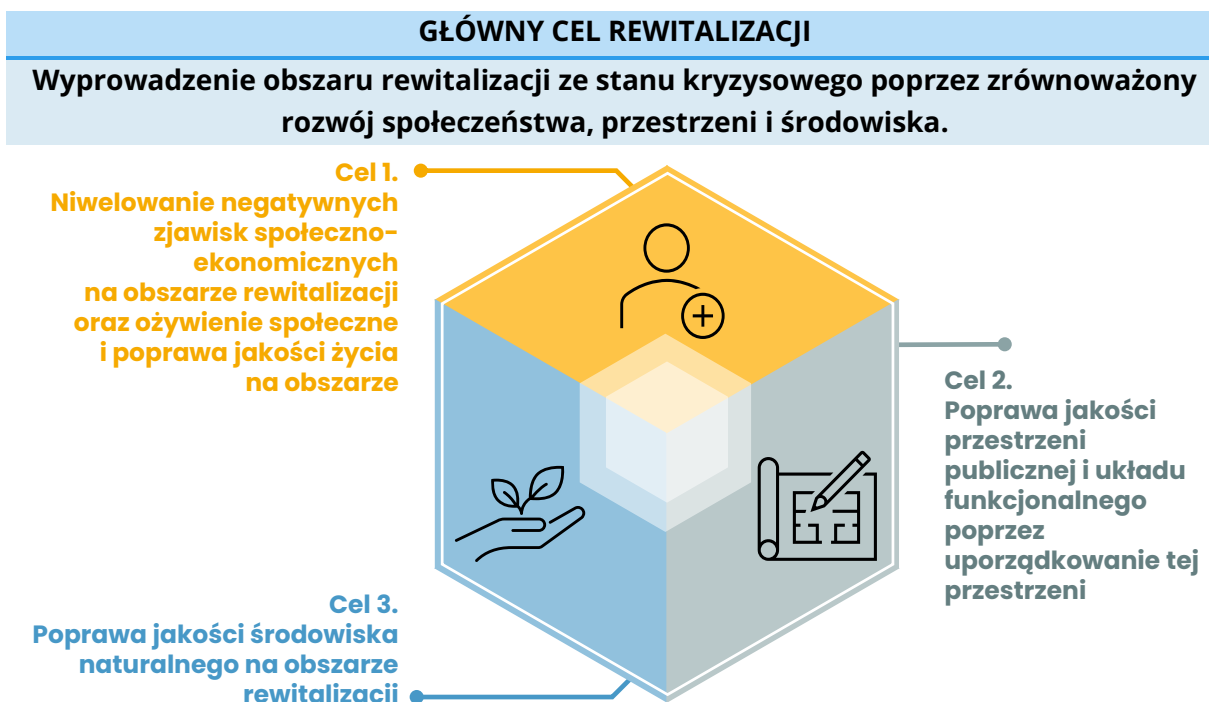 GŁÓWNY CEL REWITALIZACJI
Wyprowadzenie obszaru rewitalizacji ze stanu kryzysowego poprzez zrównoważony
rozwój społeczeństwa, przestrzeni i środowiska.
Cel 1.
Niwelowanie negatywnych
zjawisk społeczno-
ekonomicznych
na obszarze rewitalizacji
oraz ożywienie społeczne
i poprawa jakości życia
na obszarze
Cel 2.
Poprawa jakości
przestrzeni
publicznej i układu
funkcjonalnego
poprzez
uporządkowanie tej
przestrzeni
Cel 3.
Poprawa jakości środowiska
naturalnego na obszarze
rewitalizacji